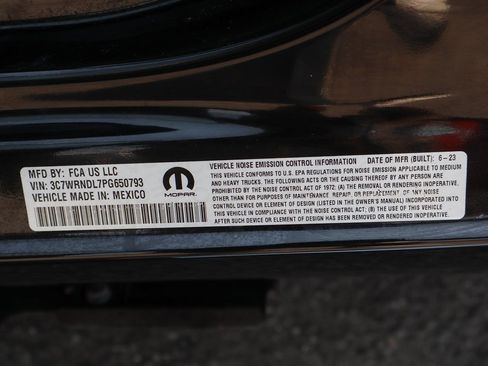 MFD BY: FCA US LLC
VIN: 3C7WRNDL7PG650793
VEHICLE MADE IN: MEXICO
MOPAR
VEHICLE NOISE EMISSION CONTROL INFORMATION DATE OF MFR (BUILT): 6-23
THIS VEHICLE CONFORMS TO U.S. EPA REGULATIONS FOR NOISE EMISSION APPLICABLE TO MEDIUM
AND HEAVY TRUCKS. THE FOLLOWING ACTS OR THE CAUSING THEREOF BY ANY PERSON ARE
PROHIBITED BY THE NOISE CONTROL ACT OF 1972: (A) THE REMOVAL OR RENDERING INOPERATIVE,
OTHER THAN FOR PURPOSES OF MAINTENANCE, REPAIR, OR REPLACEMENT, OF ANY NOISE
CONTROL DEVICE OR ELEMENT OF DESIGN (LISTED IN THE OWNER'S MANUAL) INCORPORATED INTO
THIS VEHICLE IN COMPLIANCE WITH THE NOISE CONTROL ACT; (B) THE USE OF THIS VEHICLE
AFTER SUCH DEVICE OR ELEMENT OF DESIGN HAS BEEN REMOVED OR RENDERED INOPERATIVE.